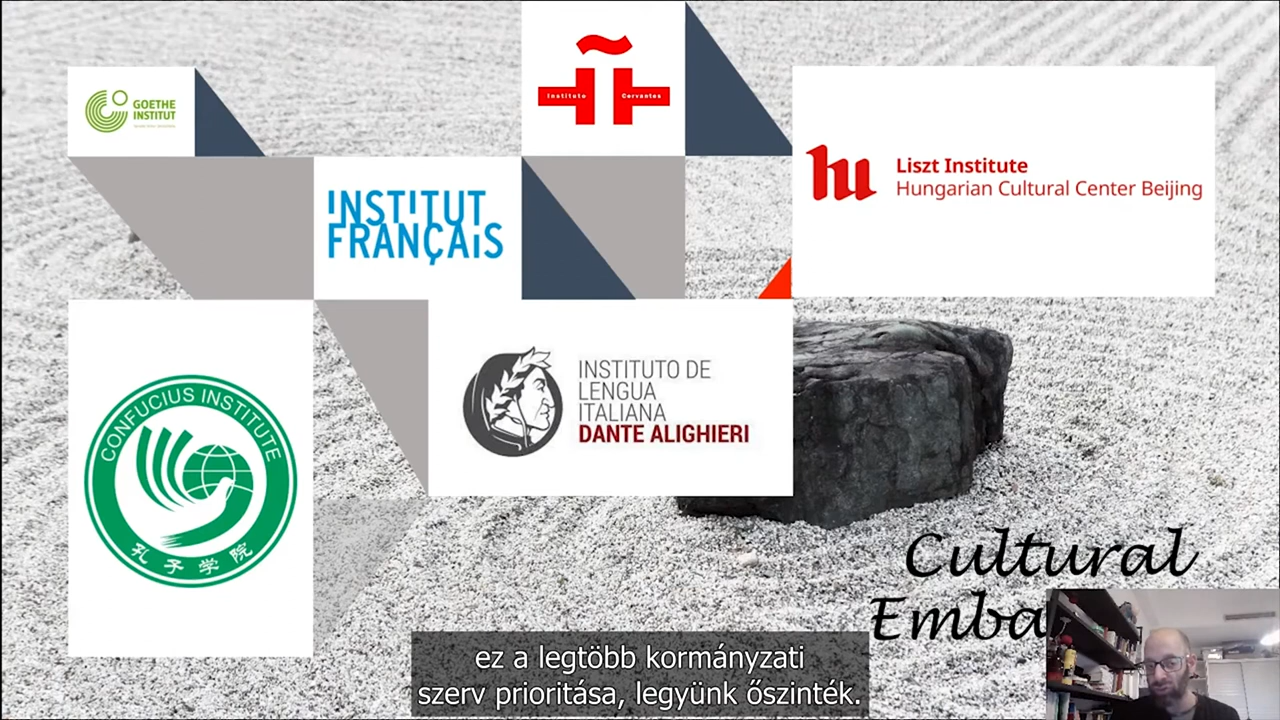 GOETHE
INSTITUT
Instituto Cervantes
Liszt Institute
Hungarian Cultural Center Beijing
INSTITUT
FRANÇAIS
CONFUCIUS INSTITUTE
孔子学院
INSTITUTO DE
LENGUA
ITALIANA
DANTE ALIGHIERI
Cultural
Emba
ez a legtöbb kormányzati
szerv prioritása, legyünk őszinték.